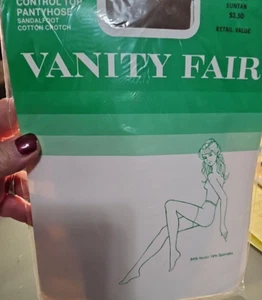 CONTROL TOP
PANTYHOSE
SANDALFOOT
COTTON CROTCH
SUNTAN
$2.50
RETAIL VALUE
VANITY FAIR